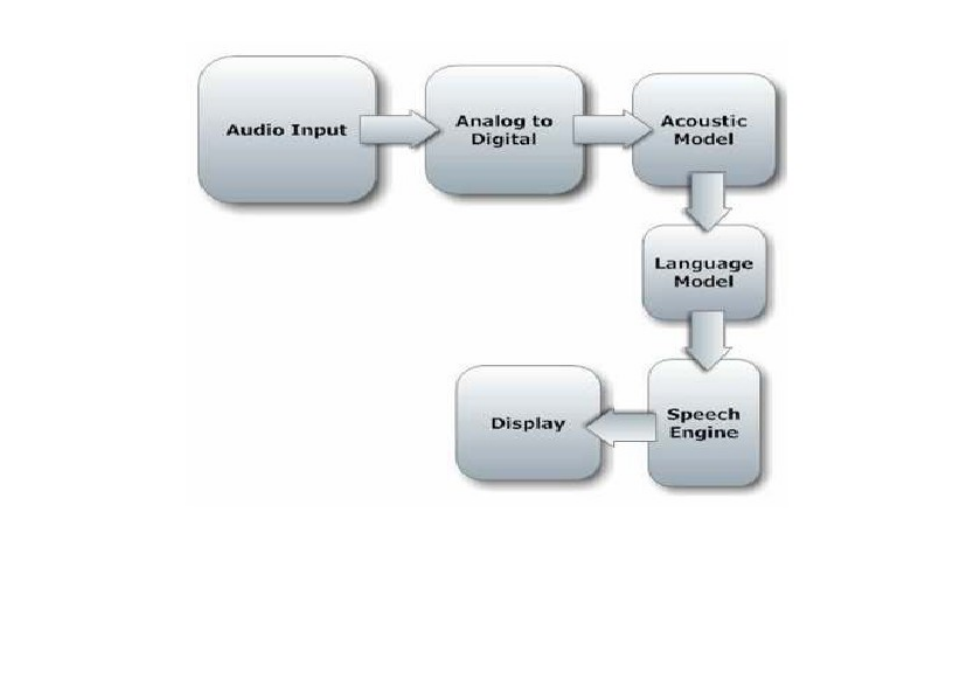 Audio Input
Analog to
Digital
Acoustic
Model
Language
Model
Speech
Engine
Display